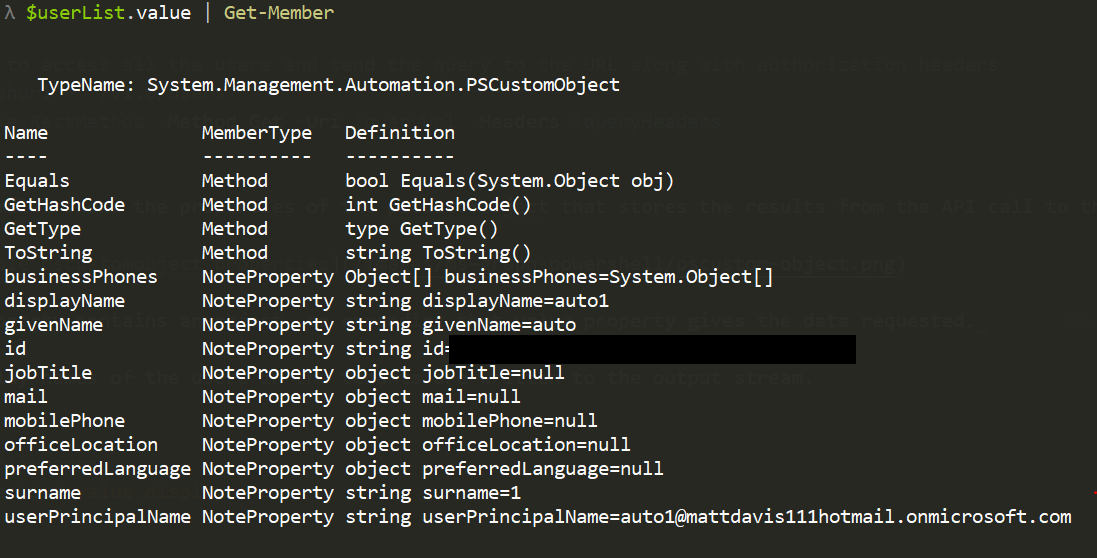 λ $userList.value | Get-Member
TypeName: System.Management.Automation.PSCustomObject
Name MemberType Definition
---- ---------- ----------
Equals Method bool Equals(System.Object obj)
GetHashCode Method int GetHashCode()
GetType Method type GetType()
ToString Method string ToString()
businessPhones NoteProperty Object[] businessPhones=System.Object[]
displayName NoteProperty string displayName=auto1
givenName NoteProperty string givenName=auto
id NoteProperty string id=
jobTitle NoteProperty object jobTitle=null
mail NoteProperty object mail=null
mobilePhone NoteProperty object mobilePhone=null
officeLocation NoteProperty object officeLocation=null
preferredLanguage NoteProperty object preferredLanguage=null
surname NoteProperty string surname=1
userPrincipalName NoteProperty string userPrincipalName=auto1@mattdavis111hotmail.onmicrosoft.com